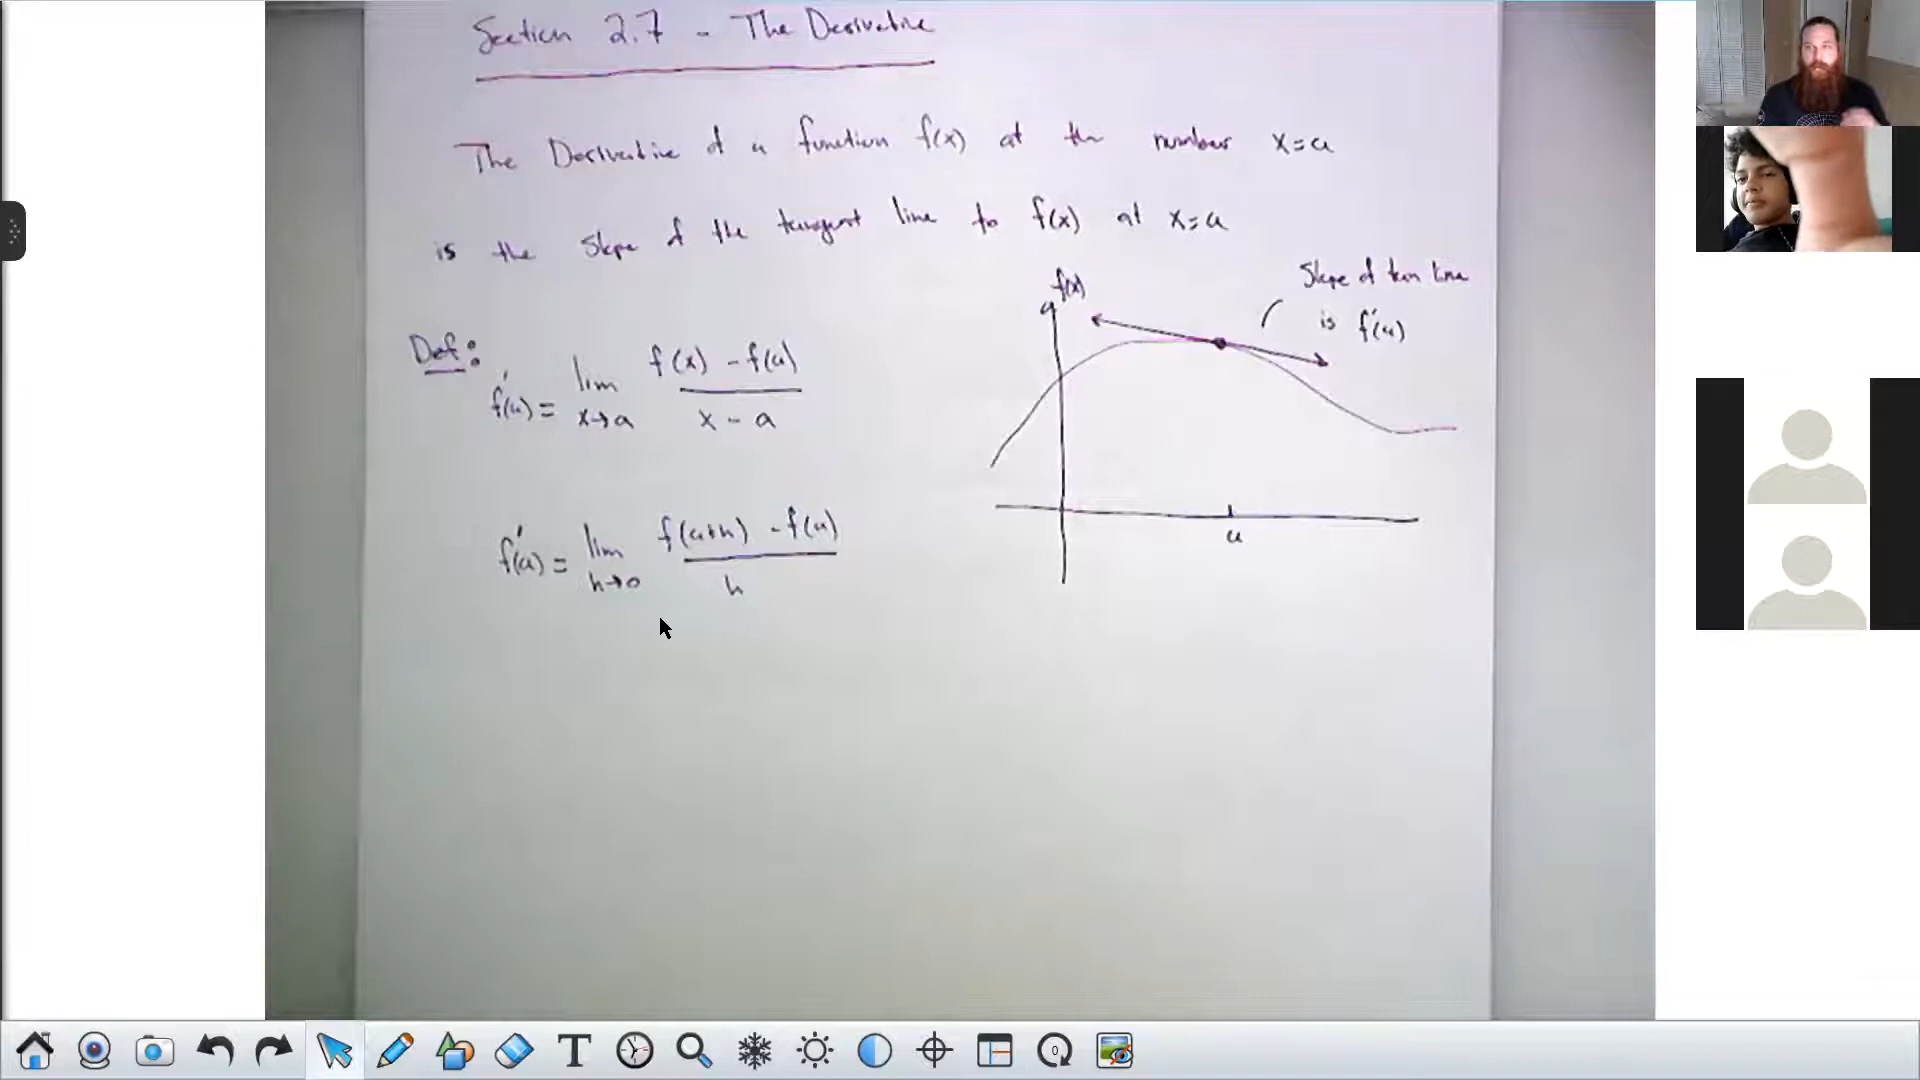 Section 2.7 - The Derivative
The Derivative of a function f(x) at the number x=a
is the slope of the tangent line to f(x) at x=a
f(x)
Slope of tan line
is f'(a)
Def:
f'(a) = lim x→a f(x) - f(a) / x - a
f'(a) = lim h→0 f(a+h) - f(a) / h
a
T
0